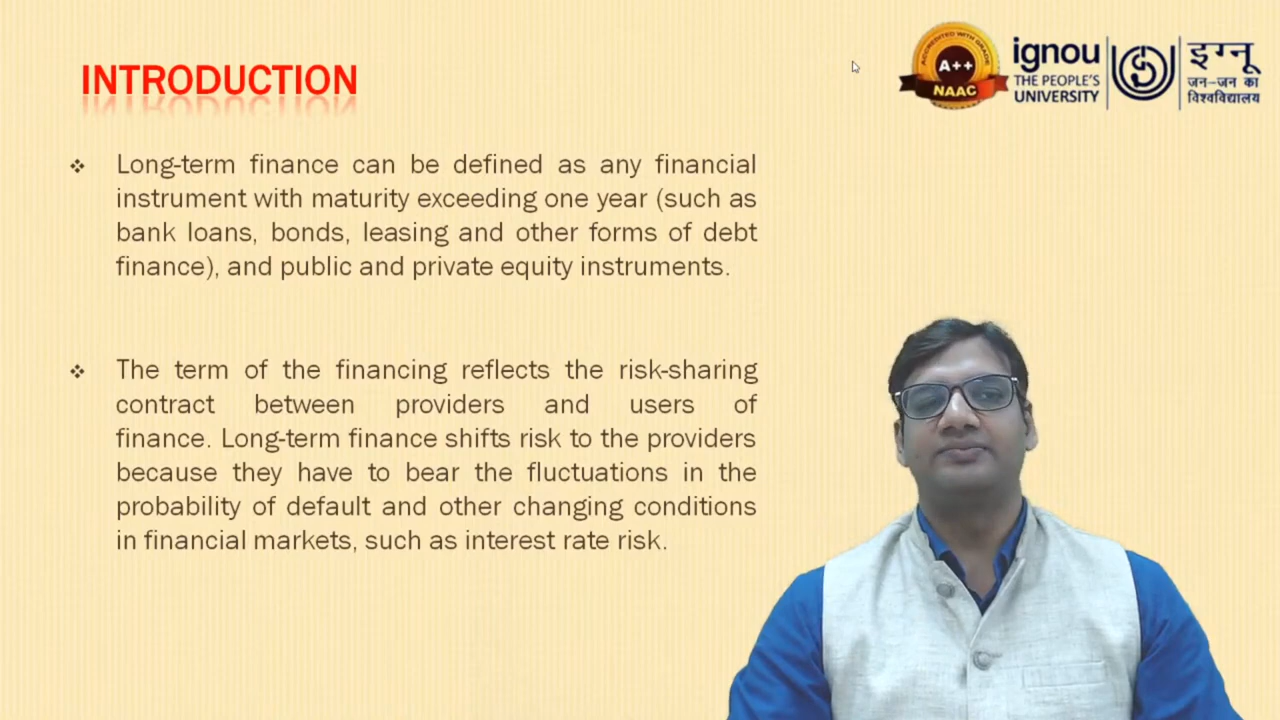 INTRODUCTION
ACCREDITED WITH GRADE
A++
NAAC
ignou
THE PEOPLE'S
UNIVERSITY
इग्नू
जन-जन का
विश्वविद्यालय
Long-term finance can be defined as any financial
instrument with maturity exceeding one year (such as
bank loans, bonds, leasing and other forms of debt
finance), and public and private equity instruments.
The term of the financing reflects the risk-sharing
contract between providers and users of
finance. Long-term finance shifts risk to the providers
because they have to bear the fluctuations in the
probability of default and other changing conditions
in financial markets, such as interest rate risk.